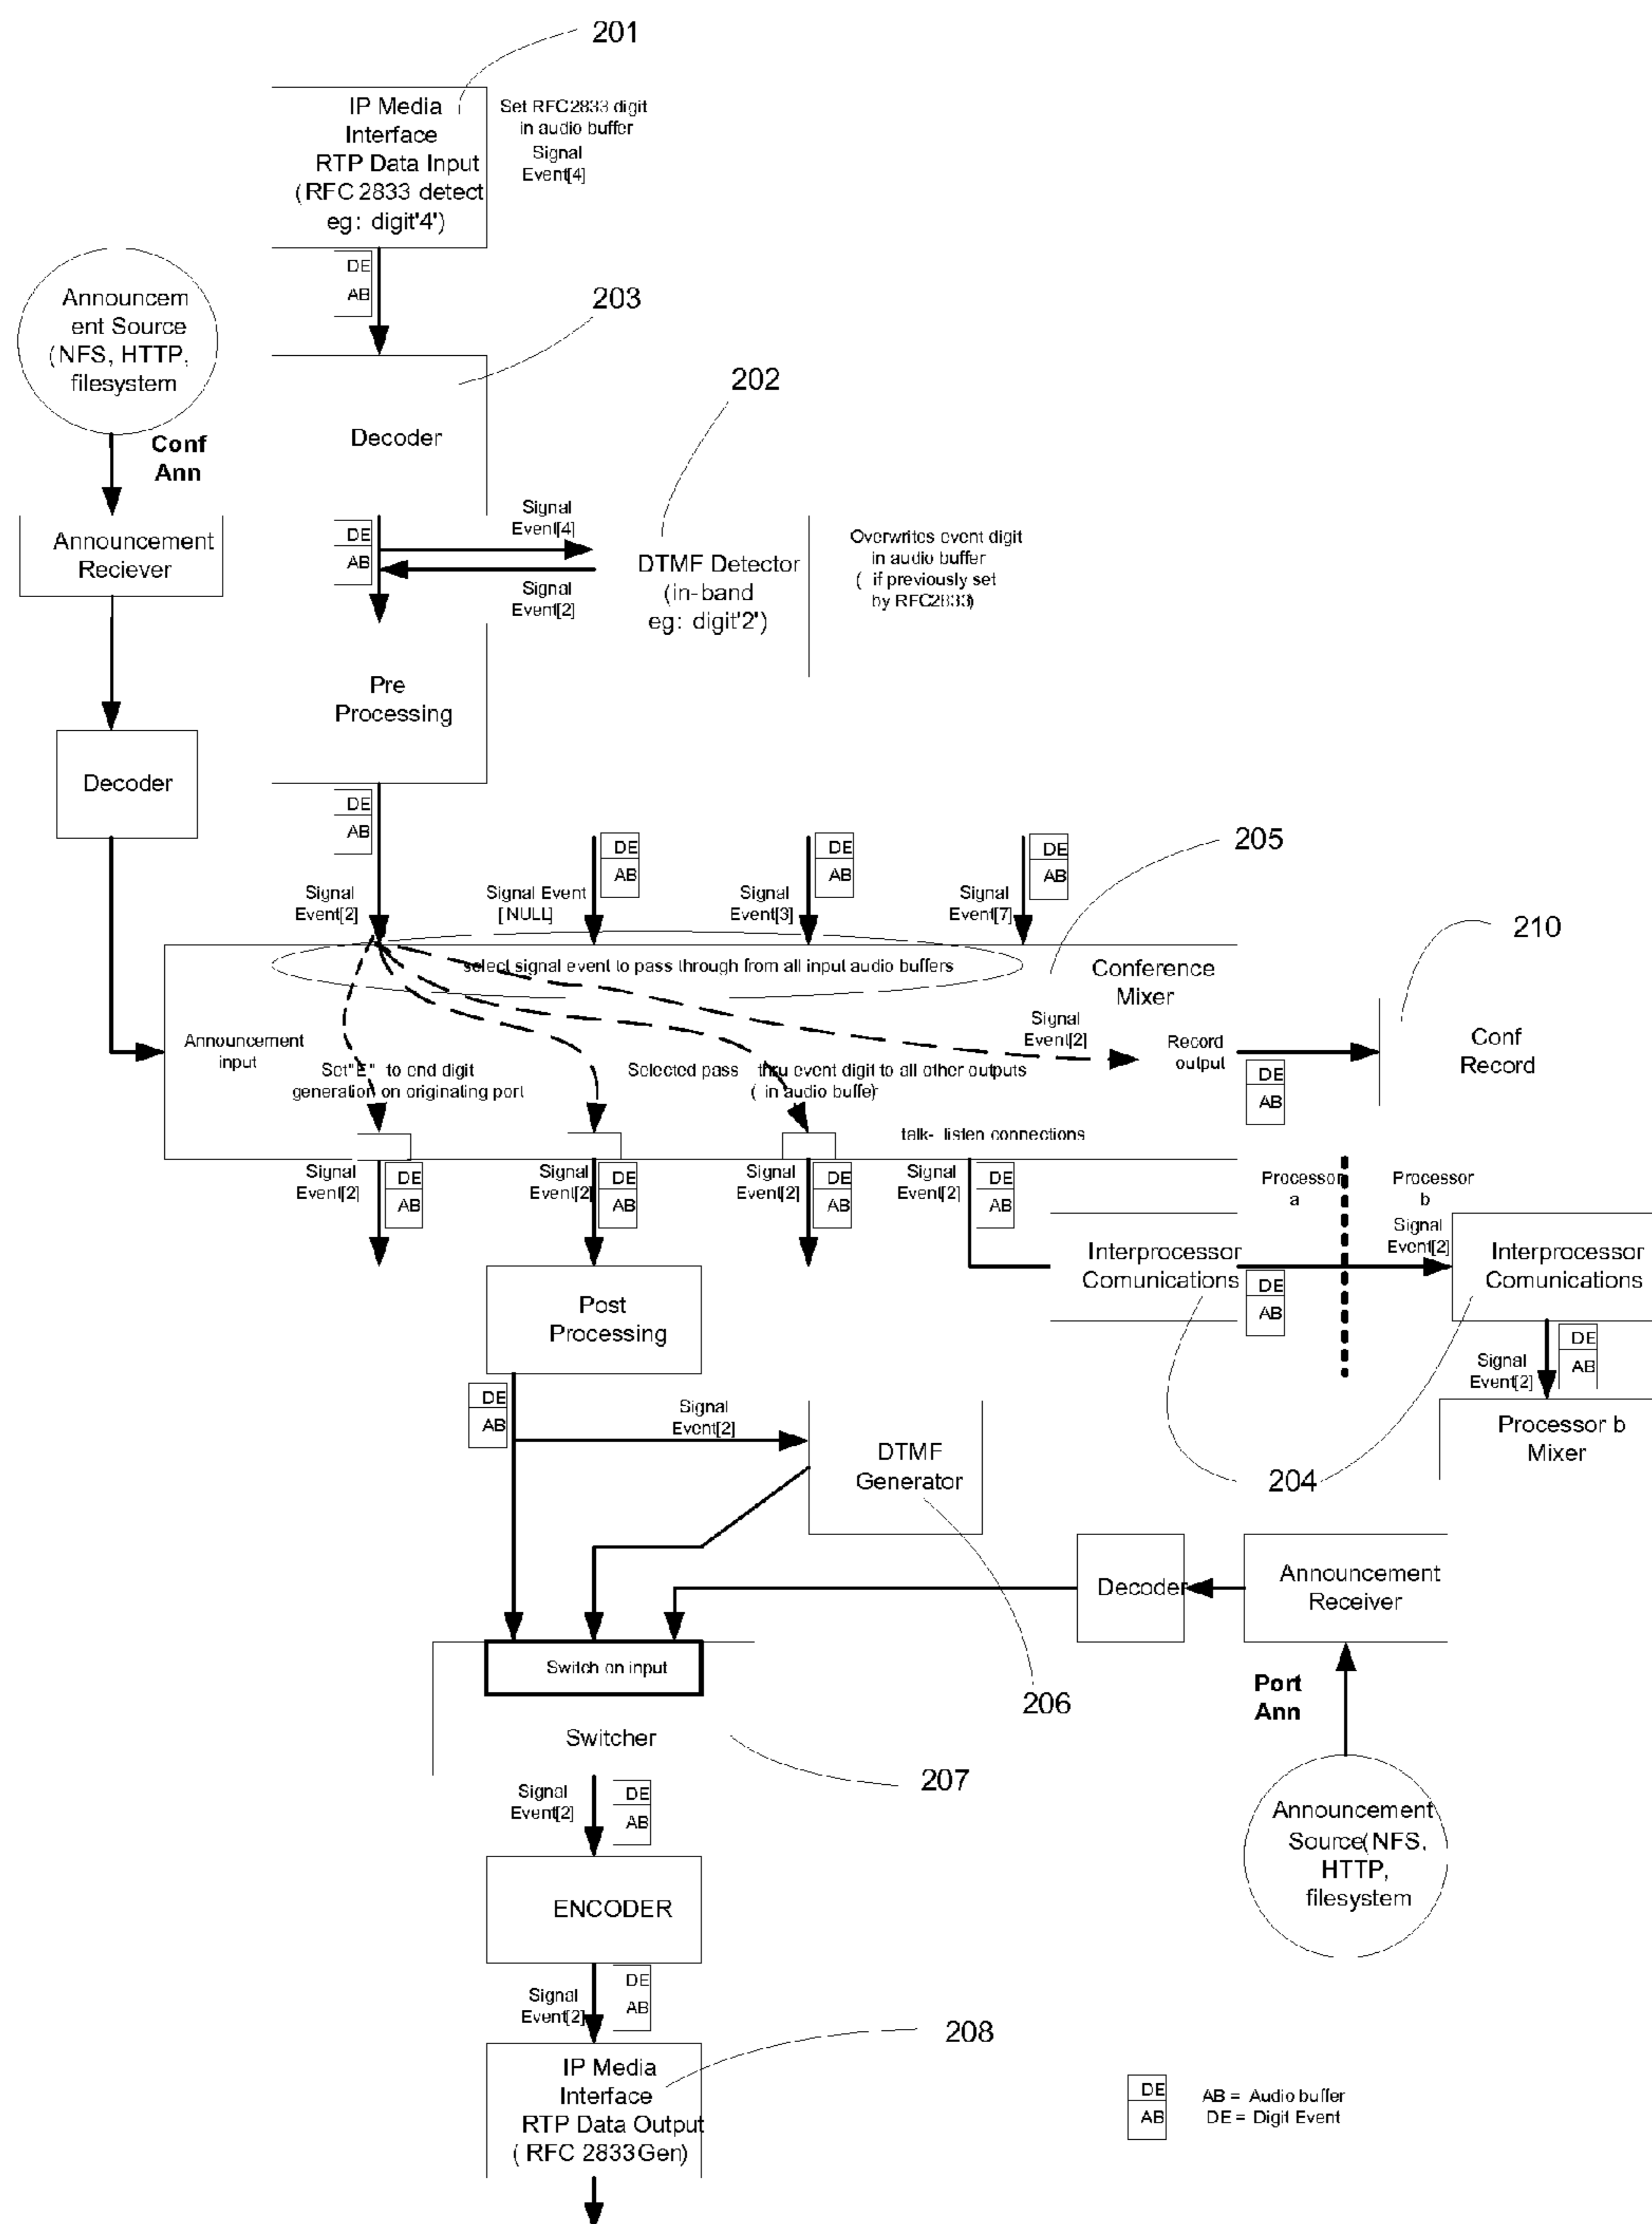 201
IP Media
Interface
RTP Data Input
(RFC 2833 detect
eg: digit'4')
Set RFC2833 digit
in audio buffer
Signal
Event[4]
DE
AB
Announcem
ent Source
(NFS, HTTP,
filesystem
203
Decoder
202
Conf
Ann
Announcement
Reciever
DE
AB
Signal
Event[4]
Signal
Event[2]
DTMF Detector
(in-band
eg: digit'2')
Overwrites event digit
in audio buffer
( if previously set
by RFC2833)
Pre
Processing
Decoder
DE
AB
Signal
Event[2]
Signal Event
[NULL]
DE
AB
Signal
Event[3]
DE
AB
Signal
Event[7]
DE
AB
205
210
select signal event to pass through from all input audio buffers
Conference
Mixer
Announcement
input
Signal
Event[2]
Record
output
Conf
Record
DE
AB
Set"E" to end digit
generation on originating port
Selected pass thru event digit to all other outputs
( in audio buffer)
talk- listen connections
Signal
Event[2]
DE
AB
Signal
Event[2]
DE
AB
Signal
Event[2]
DE
AB
Signal
Event[2]
DE
AB
Processor
a
Processor
b
Signal
Event[2]
Interprocessor
Comunications
DE
AB
Interprocessor
Comunications
Post
Processing
Signal
Event[2]
DE
AB
Processor b
Mixer
DE
AB
Signal
Event[2]
DTMF
Generator
204
Decoder
Announcement
Receiver
Switch on input
Switcher
206
207
Port
Ann
Signal
Event[2]
DE
AB
Announcement
Source(NFS,
HTTP,
filesystem
ENCODER
Signal
Event[2]
DE
AB
208
IP Media
Interface
RTP Data Output
( RFC 2833Gen)
DE
AB
AB = Audio buffer
DE = Digit Event